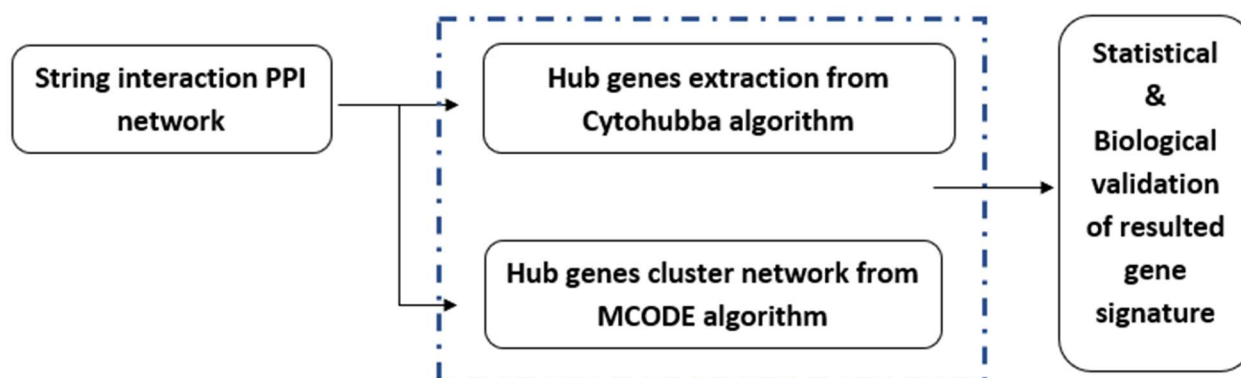 String interaction PPI
network
Hub genes extraction from
Cytohubba algorithm
Hub genes cluster network from
MCODE algorithm
Statistical
&
Biological
validation
of resulted
gene
signature